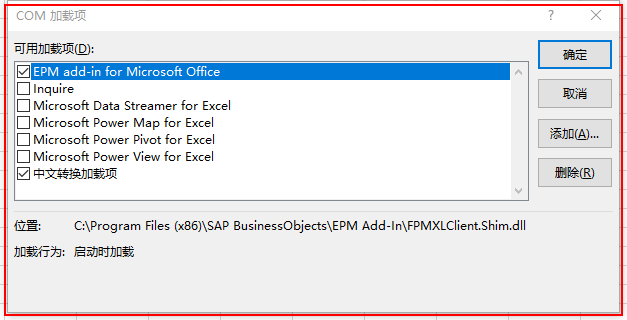 COM 加载项
可用加载项(D):
EPM add-in for Microsoft Office
Inquire
Microsoft Data Streamer for Excel
Microsoft Power Map for Excel
Microsoft Power Pivot for Excel
Microsoft Power View for Excel
中文转换加载项
确定
取消
添加(A)...
删除(R)
位置: C:\Program Files (x86)\SAP BusinessObjects\EPM Add-In\FPMXLClient.Shim.dll
加载行为: 启动时加载